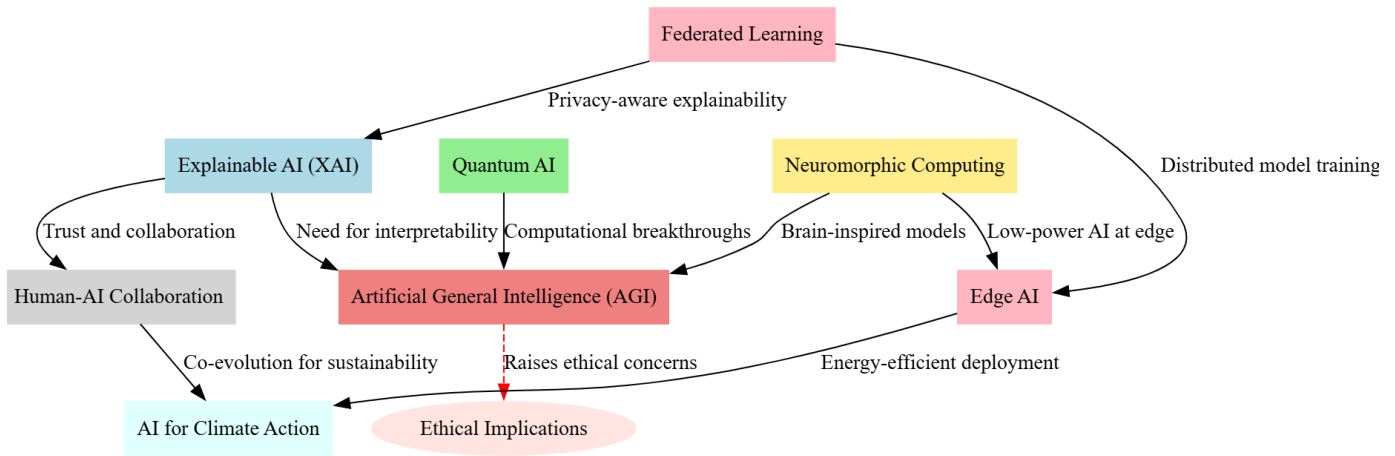 Federated Learning
Privacy-aware explainability
Explainable AI (XAI)
Quantum AI
Neuromorphic Computing
Distributed model training
Trust and collaboration
Need for interpretability
Computational breakthroughs
Brain-inspired models
Low-power AI at edge
Human-AI Collaboration
Artificial General Intelligence (AGI)
Edge AI
Co-evolution for sustainability
Raises ethical concerns
Energy-efficient deployment
AI for Climate Action
Ethical Implications